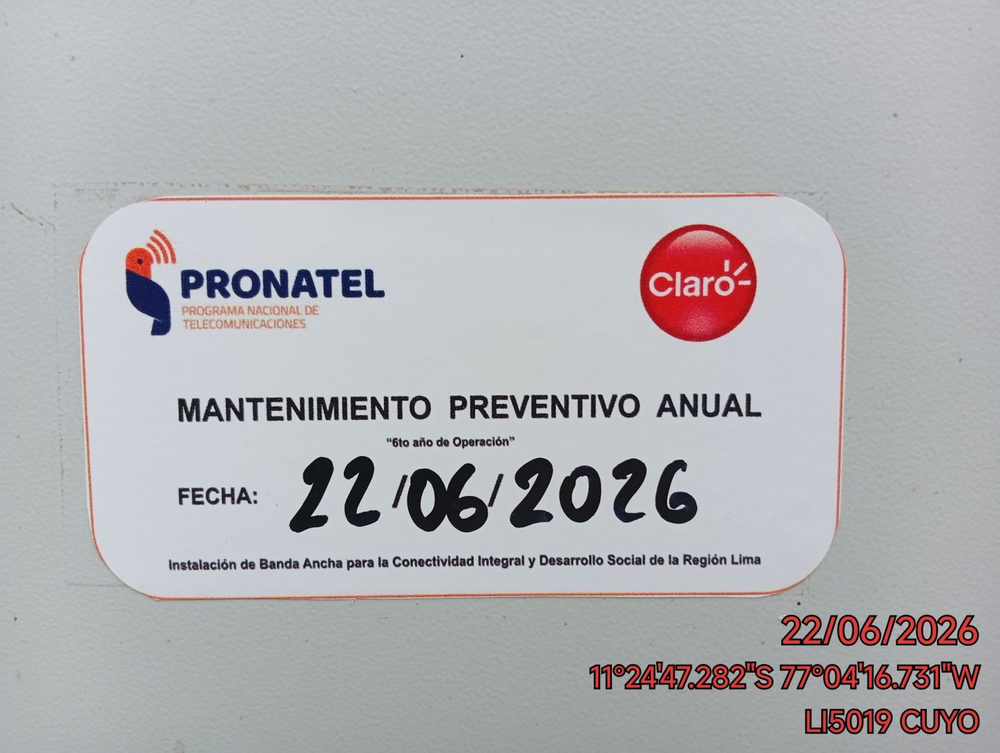 PRONATEL
PROGRAMA NACIONAL DE
TELECOMUNICACIONES
Claro
MANTENIMIENTO PREVENTIVO ANUAL
“6to año de Operación”
FECHA: 22/06/2026
Instalación de Banda Ancha para la Conectividad Integral y Desarrollo Social de la Región Lima
22/06/2026
11°24'47.282"S 77°04'16.731"W
LI5019 CUYO